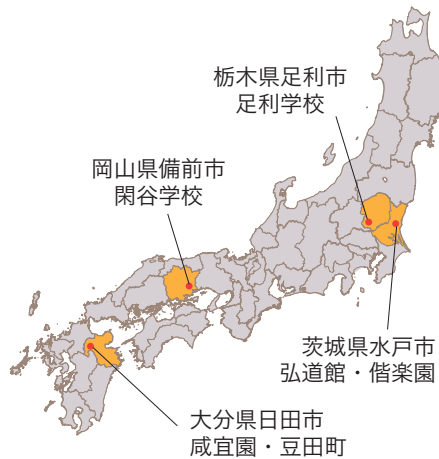 栃木県足利市
足利学校
岡山県備前市
閑谷学校
茨城県水戸市
弘道館・偕楽園
大分県日田市
咸宜園・豆田町